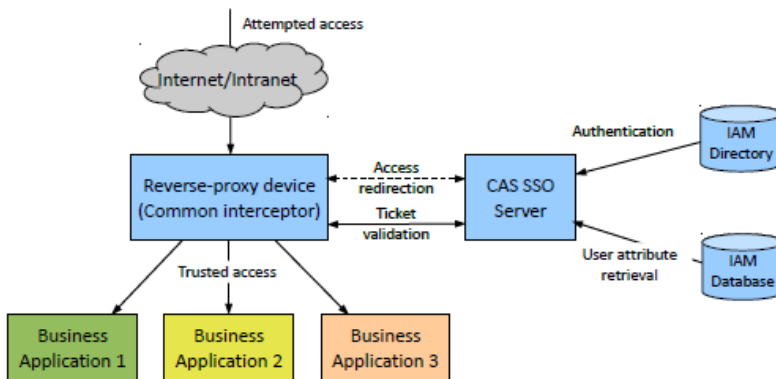 Attempted access
Internet/Intranet
Reverse-proxy device
(Common interceptor)
Access
redirection
Ticket
validation
CAS SSO
Server
Authentication
IAM
Directory
User attribute
retrieval
IAM
Database
Trusted access
Business
Application 1
Business
Application 2
Business
Application 3